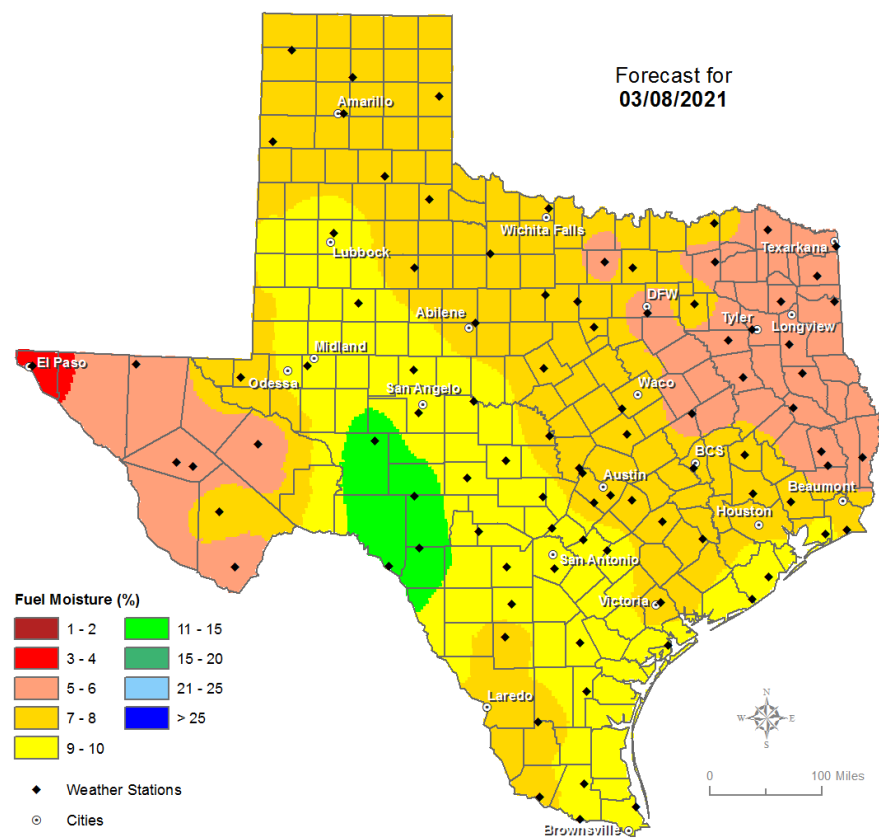 Forecast for
03/08/2021
Amarillo
Wichita Falls
Lubbock
Texarkana
DFW
Abilene
Tyler
Longview
Midland
El Paso
Odessa
San Angelo
Waco
BCS
Austin
Beaumont
Houston
San Antonio
Victoria
Laredo
Brownsville
Fuel Moisture (%)
1 - 2
11 - 15
3 - 4
15 - 20
5 - 6
21 - 25
7 - 8
> 25
9 - 10
Weather Stations
Cities
N
W
E
S
0
100 Miles